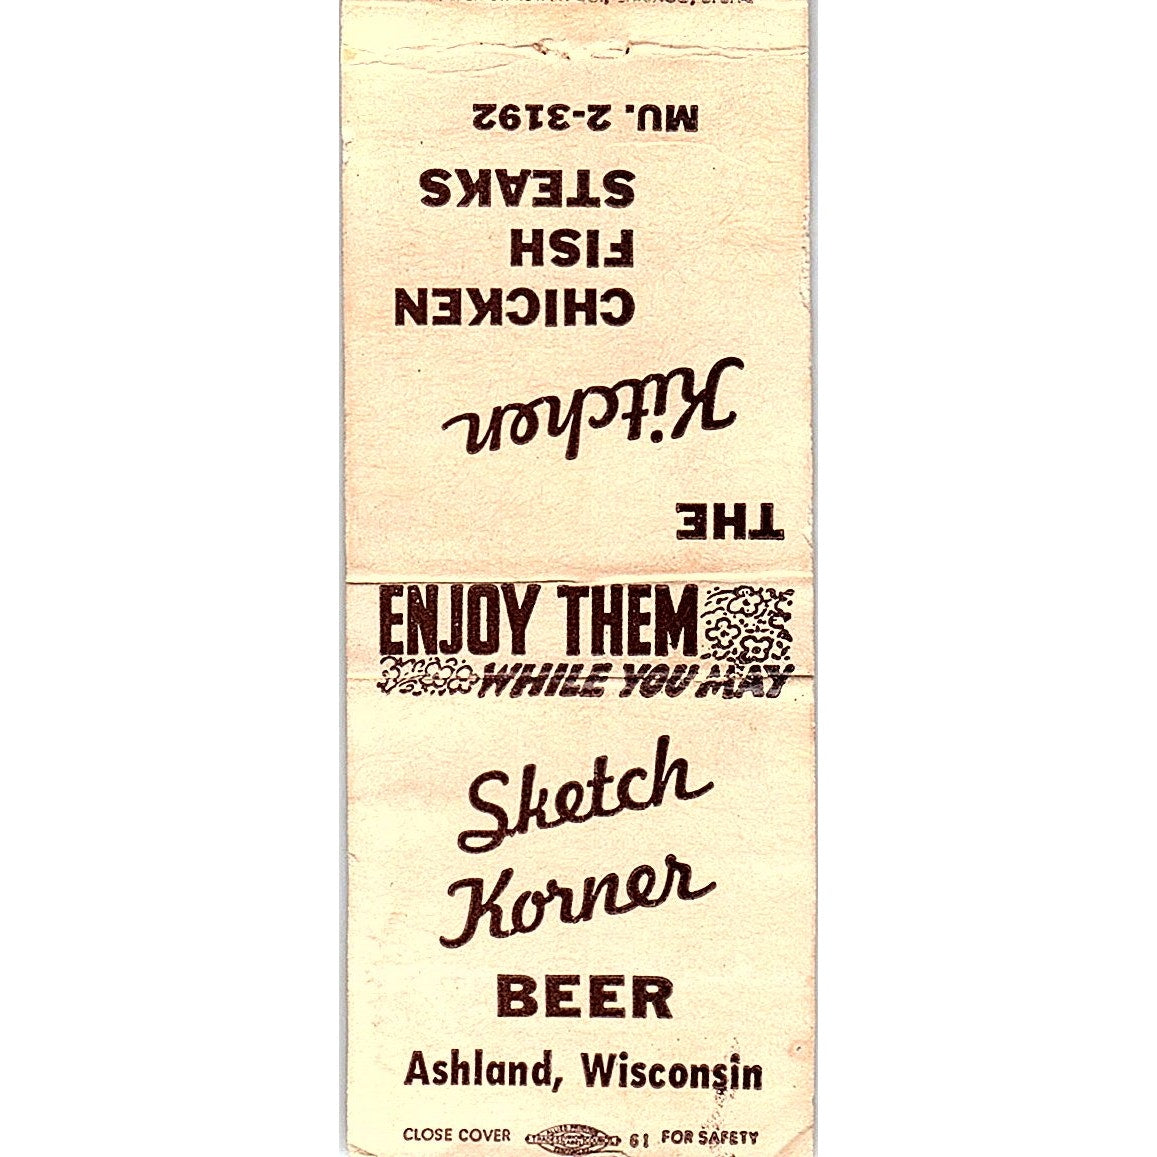 MU. 2-3192
STEAKS
FISH
CHICKEN
Kitchen
THE
ENJOY THEM
WHILE YOU MAY
Sketch
Korner
BEER
Ashland, Wisconsin
CLOSE COVER 61 FOR SAFETY